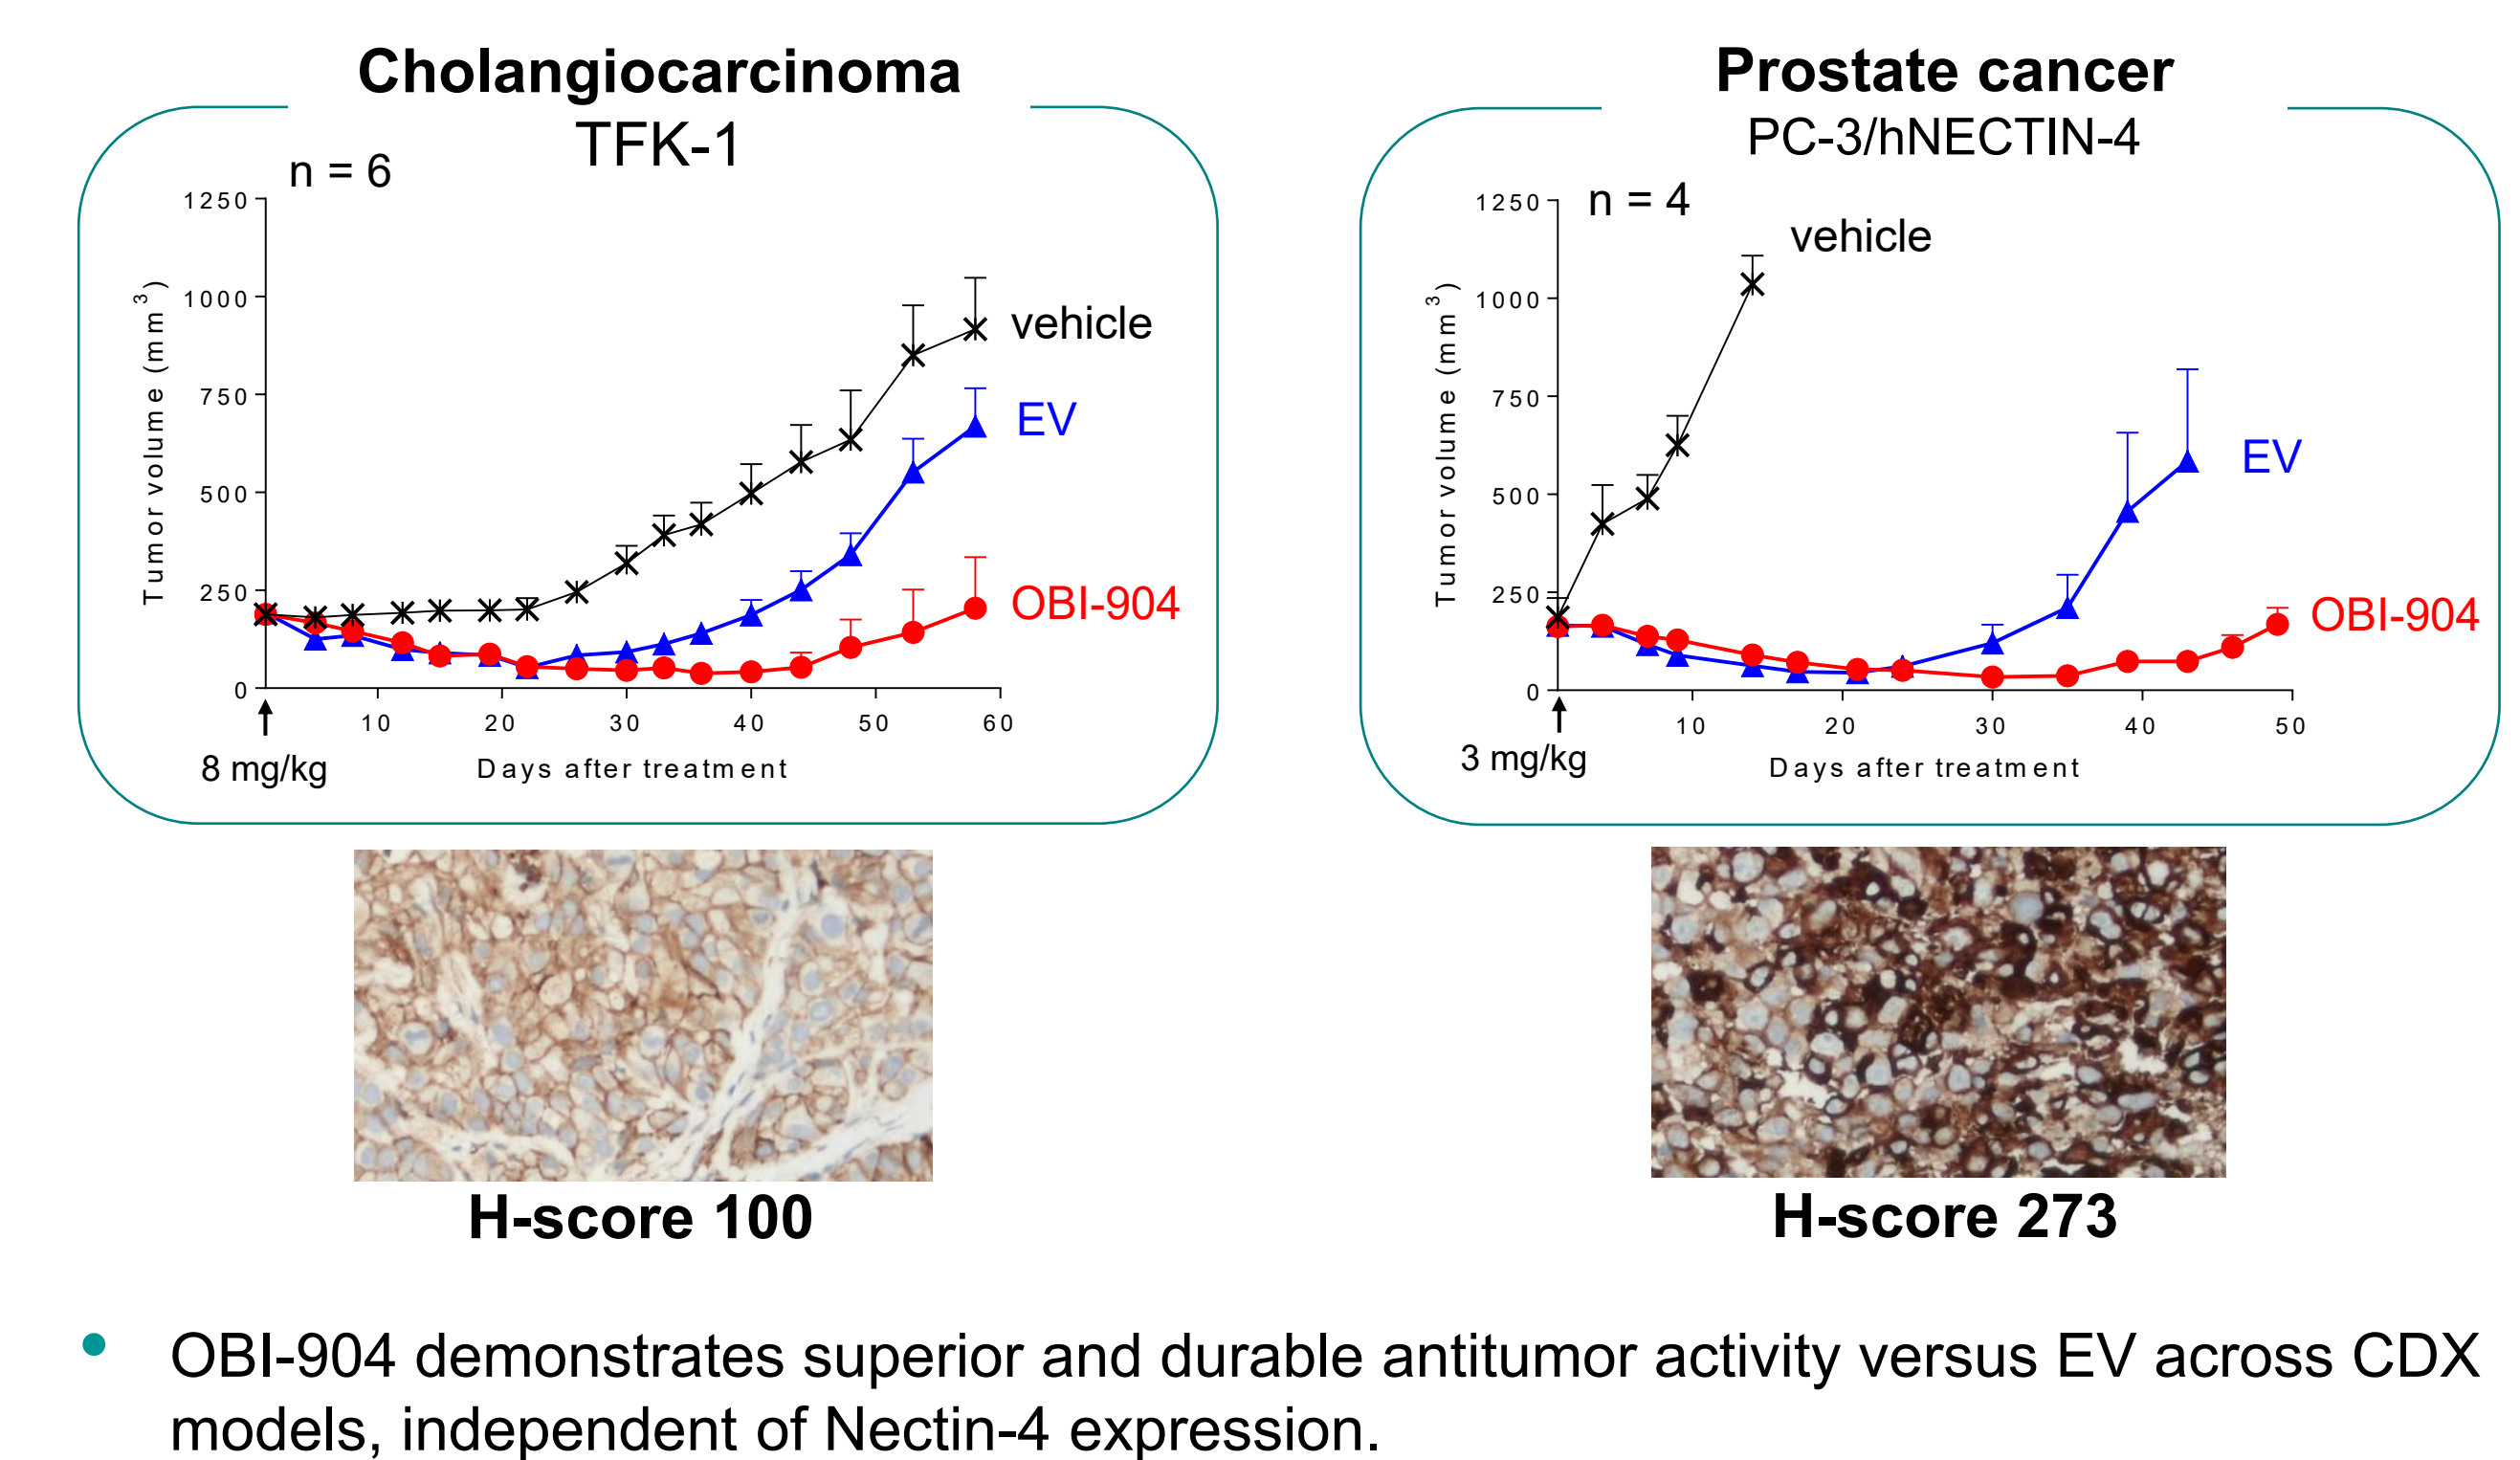 Cholangiocarcinoma
TFK-1
n = 6
1250
1000
750
500
250
0
Tumor volume (mm³)
vehicle
EV
OBI-904
10 20 30 40 50 60
8 mg/kg
Days after treatment
H-score 100
Prostate cancer
PC-3/hNECTIN-4
n = 4
1250
1000
750
500
250
0
Tumor volume (mm³)
vehicle
EV
OBI-904
10 20 30 40 50
3 mg/kg
Days after treatment
H-score 273
• OBI-904 demonstrates superior and durable antitumor activity versus EV across CDX
models, independent of Nectin-4 expression.